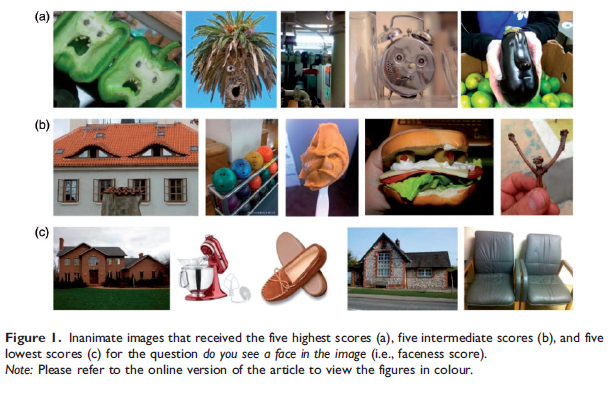 (a)
(b)
(c)
Figure 1. Inanimate images that received the five highest scores (a), five intermediate scores (b), and five
lowest scores (c) for the question do you see a face in the image (i.e., faceness score).
Note: Please refer to the online version of the article to view the figures in colour.